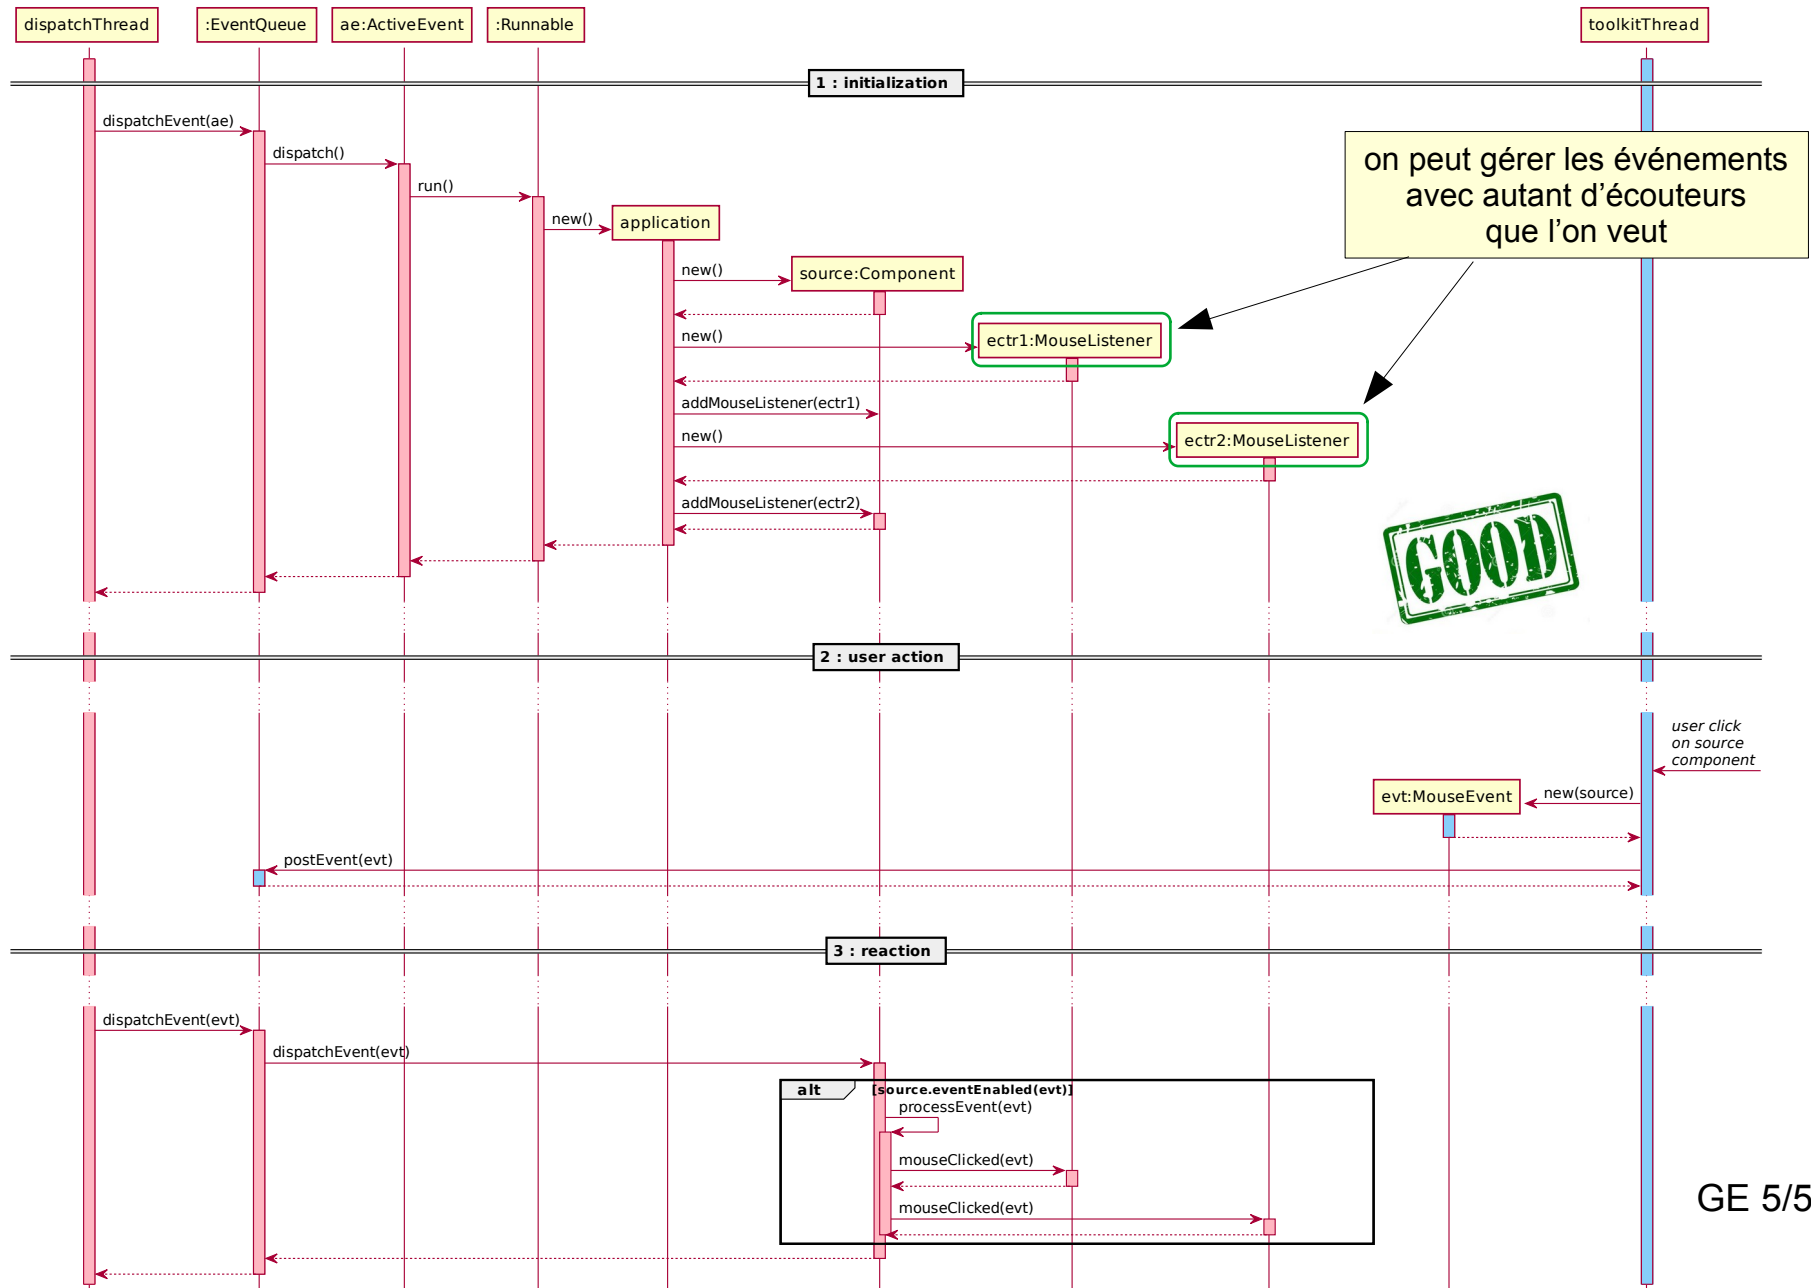 dispatchThread
:EventQueue
ae:ActiveEvent
:Runnable
toolkitThread
1 : initialization
dispatchEvent(ae)
dispatch()
run()
new()
application
on peut gérer les événements
avec autant d’écouteurs
que l’on veut
new()
source:Component
new()
ectr1:MouseListener
addMouseListener(ectr1)
new()
ectr2:MouseListener
addMouseListener(ectr2)
GOOD
2 : user action
user click
on source
component
evt:MouseEvent
new(source)
postEvent(evt)
3 : reaction
dispatchEvent(evt)
dispatchEvent(evt)
alt
[source.eventEnabled(evt)]
processEvent(evt)
mouseClicked(evt)
mouseClicked(evt)
GE 5/5